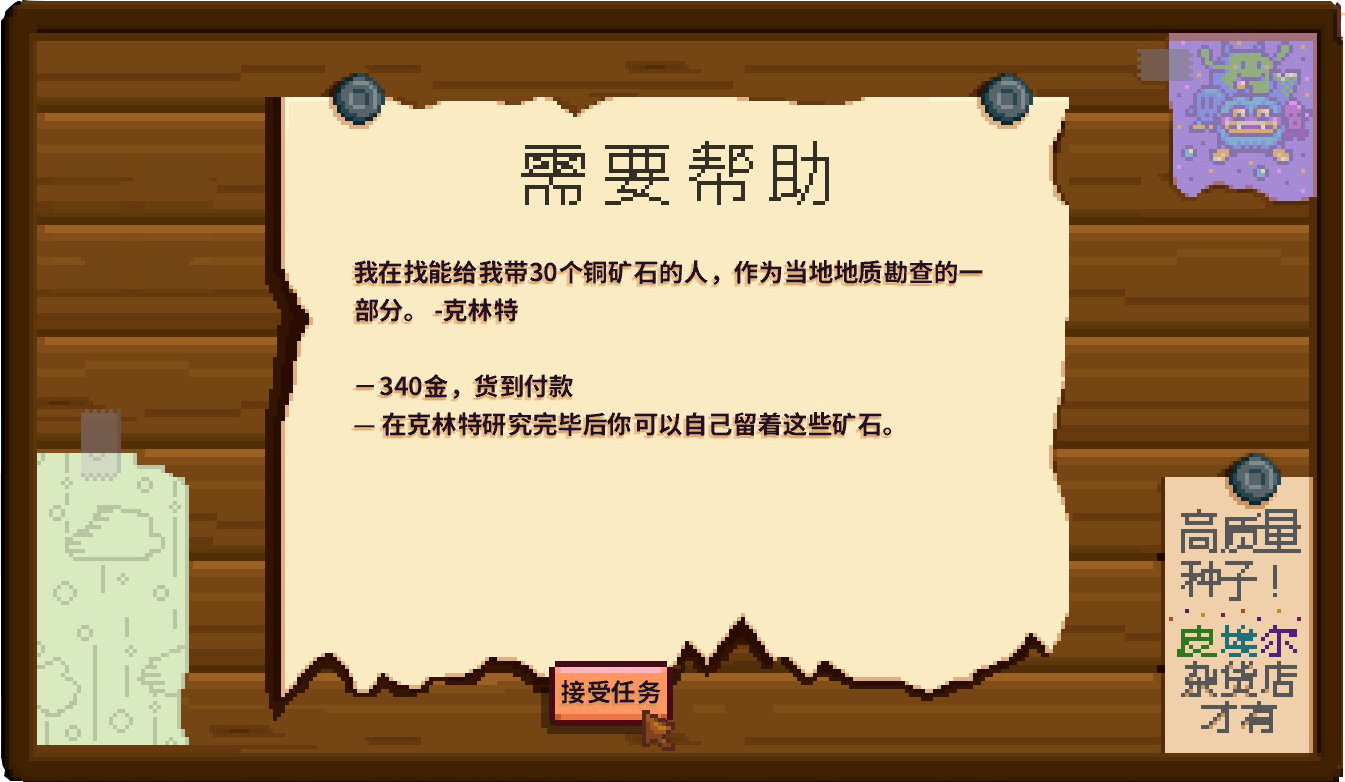 需要帮助
我在找能给我带30个铜矿石的人，作为当地地质勘查的一
部分。 -克林特
— 340金，货到付款
— 在克林特研究完毕后你可以自己留着这些矿石。
接受任务
高质量
种子！
皮埃尔
杂货店
才有